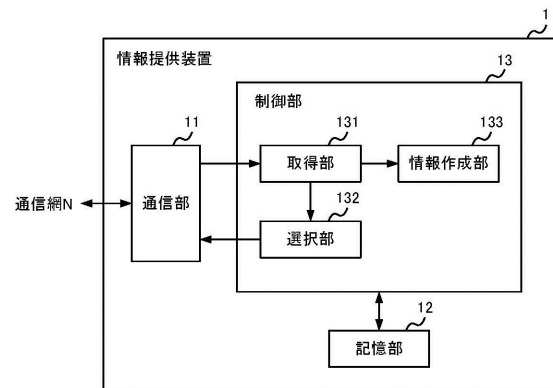 1
情報提供装置
13
制御部
11
131
133
通信網N
通信部
取得部
情報作成部
132
選択部
12
記憶部